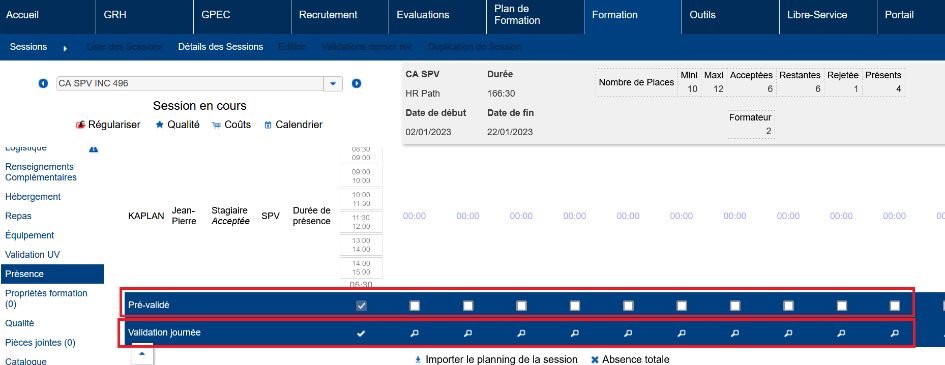 Accueil GRH GPEC Recrutement Evaluations Plan de Formation Formation Outils Libre-Service Portail
Sessions Liste des Sessions Détails des Sessions Edition Validations dernier niv Duplication de Session
CA SPV INC 496
Session en cours
Régulariser Qualité Coûts Calendrier
CA SPV Durée
HR Path 166:30
Date de début Date de fin
02/01/2023 22/01/2023
Nombre de Places Mini Maxi Acceptées Restantes Rejetée Présents
10 12 6 6 1 4
Formateur
2
Logistique
Renseignements
Complémentaires
Hébergement
Repas
Équipement
Validation UV
Présence
Propriétés formation
(0)
Qualité
Pièces jointes (0)
Catalogue
08:30
09:00
09:00
10:00
10:00
11:30
11:30
12:00
13:00
14:00
14:00
15:00
05:30
KAPLAN Jean-Pierre Stagiaire Acceptée SPV Durée de présence
00:00 00:00 00:00 00:00 00:00 00:00 00:00 00:00 00:00 00:00
Pré-validé
Validation journée
Importer le planning de la session Absence totale